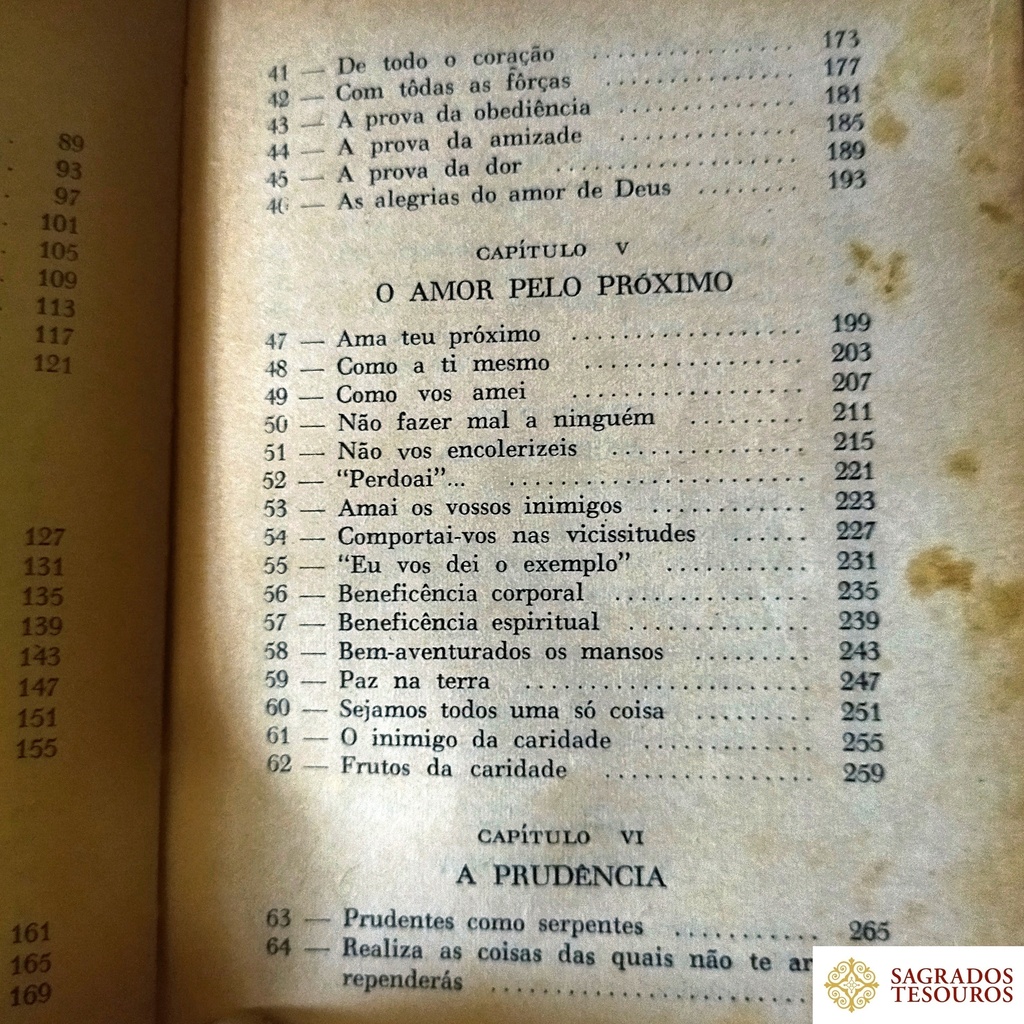 89
93
97
101
105
109
113
117
121
127
131
135
139
143
147
151
155
161
165
169
41 — De todo o coração .................. 173
42 — Com tôdas as fôrças .................. 177
43 — A prova da obediência ................ 181
44 — A prova da amizade ................ 185
45 — A prova da dor ...................... 189
46 — As alegrias do amor de Deus ........ 193
CAPÍTULO V
O AMOR PELO PRÓXIMO
47 — Ama teu próximo .................... 199
48 — Como a ti mesmo .................. 203
49 — Como vos amei .................... 207
50 — Não fazer mal a ninguém .......... 211
51 — Não vos encolerizeis ................ 215
52 — "Perdoai"... .......................... 221
53 — Amai os vossos inimigos ............ 223
54 — Comportai-vos nas vicissitudes ...... 227
55 — "Eu vos dei o exemplo" ........... 231
56 — Beneficência corporal ................ 235
57 — Beneficência espiritual .............. 239
58 — Bem-aventurados os mansos ......... 243
59 — Paz na terra ...................... 247
60 — Sejamos todos uma só coisa ......... 251
61 — O inimigo da caridade ............. 255
62 — Frutos da caridade ................ 259
CAPÍTULO VI
A PRUDÊNCIA
63 — Prudentes como serpentes ........... 265
64 — Realiza as coisas das quais não te ar
rependerás ......................
SAGRADOS
TESOUROS